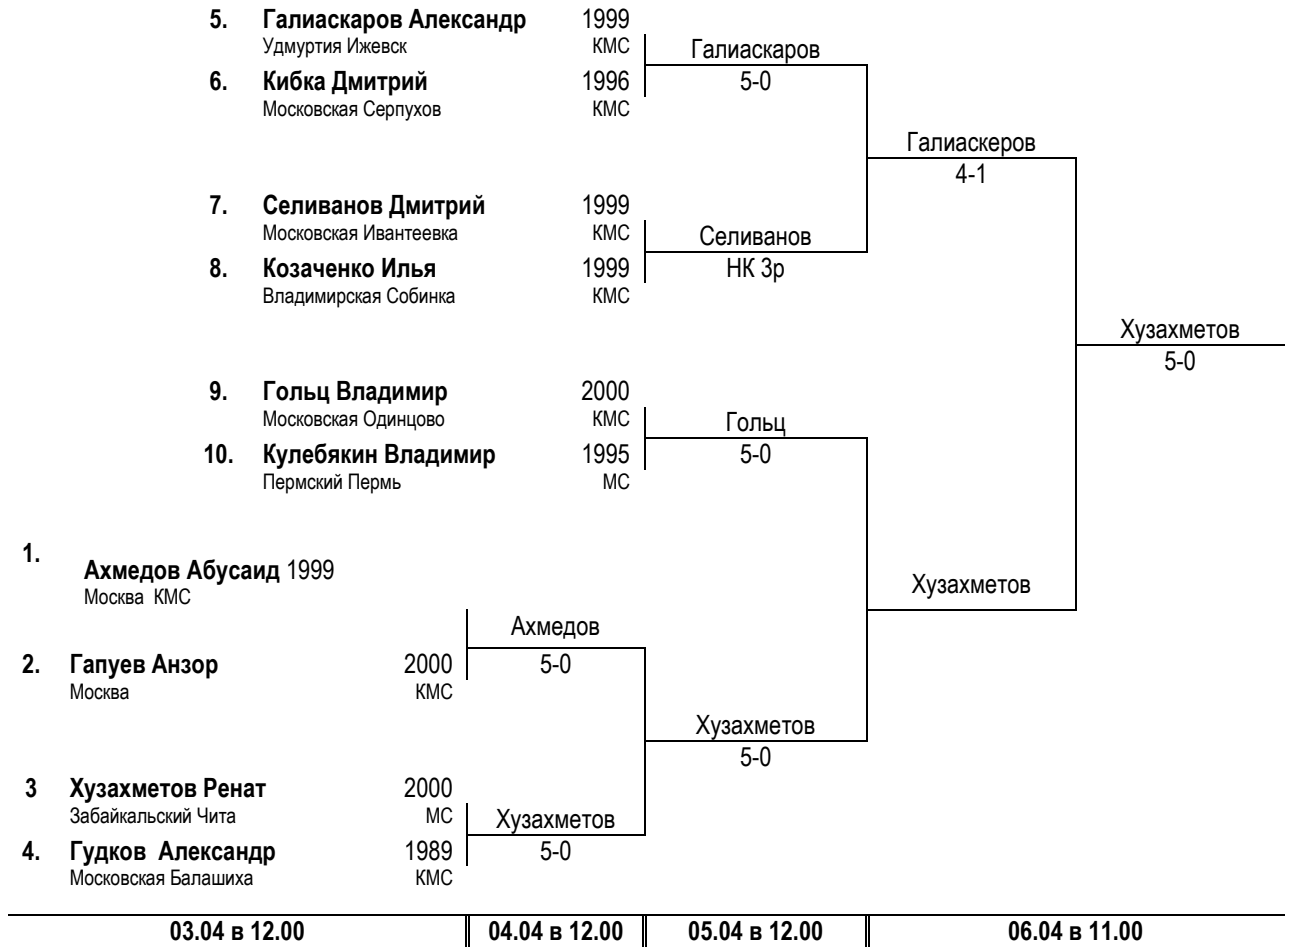 5. Галиаскаров Александр 1999
Удмуртия Ижевск КМС
Галиаскаров
6. Кибка Дмитрий 1996
5-0
Московская Серпухов КМС
Галиаскеров
4-1
7. Селиванов Дмитрий 1999
Московская Ивантеевка КМС
Селиванов
8. Козаченко Илья 1999
НК 3р
Владимирская Собинка КМС
Хузахметов
5-0
9. Гольц Владимир 2000
Московская Одинцово КМС
Гольц
10. Кулебякин Владимир 1995
5-0
Пермский Пермь МС
1.
Ахмедов Абусаид 1999
Москва КМС
Хузахметов
Ахмедов
2. Гапуев Анзор 2000
5-0
Москва КМС
Хузахметов
5-0
3 Хузахметов Ренат 2000
Забайкальский Чита МС
Хузахметов
4. Гудков Александр 1989
5-0
Московская Балашиха КМС
03.04 в 12.00 04.04 в 12.00 05.04 в 12.00 06.04 в 11.00